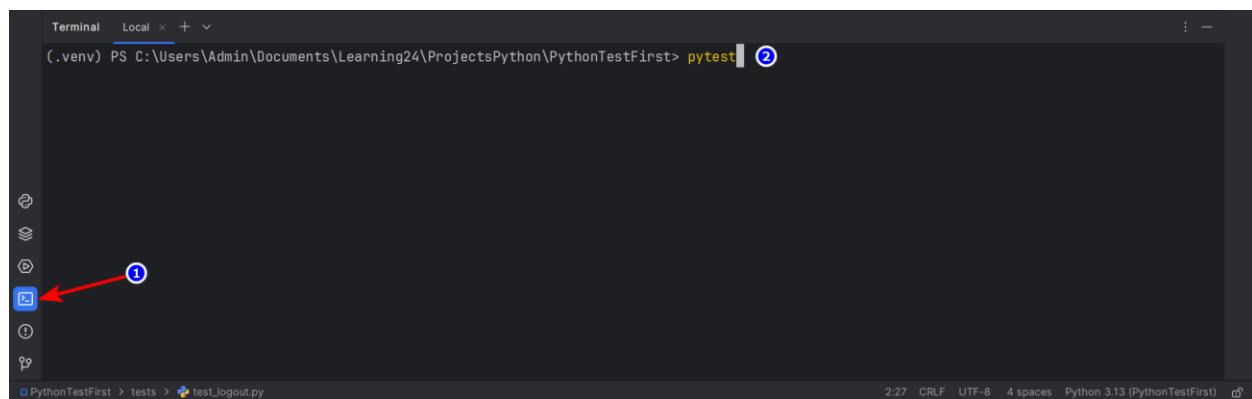 Terminal Local × + ⌄
(.venv) PS C:\Users\Admin\Documents\Learning24\ProjectsPython\PythonTestFirst> pytest 2
1
PythonTestFirst > tests > test_logout.py 2:27 CRLF UTF-8 4 spaces Python 3.13 (PythonTestFirst)